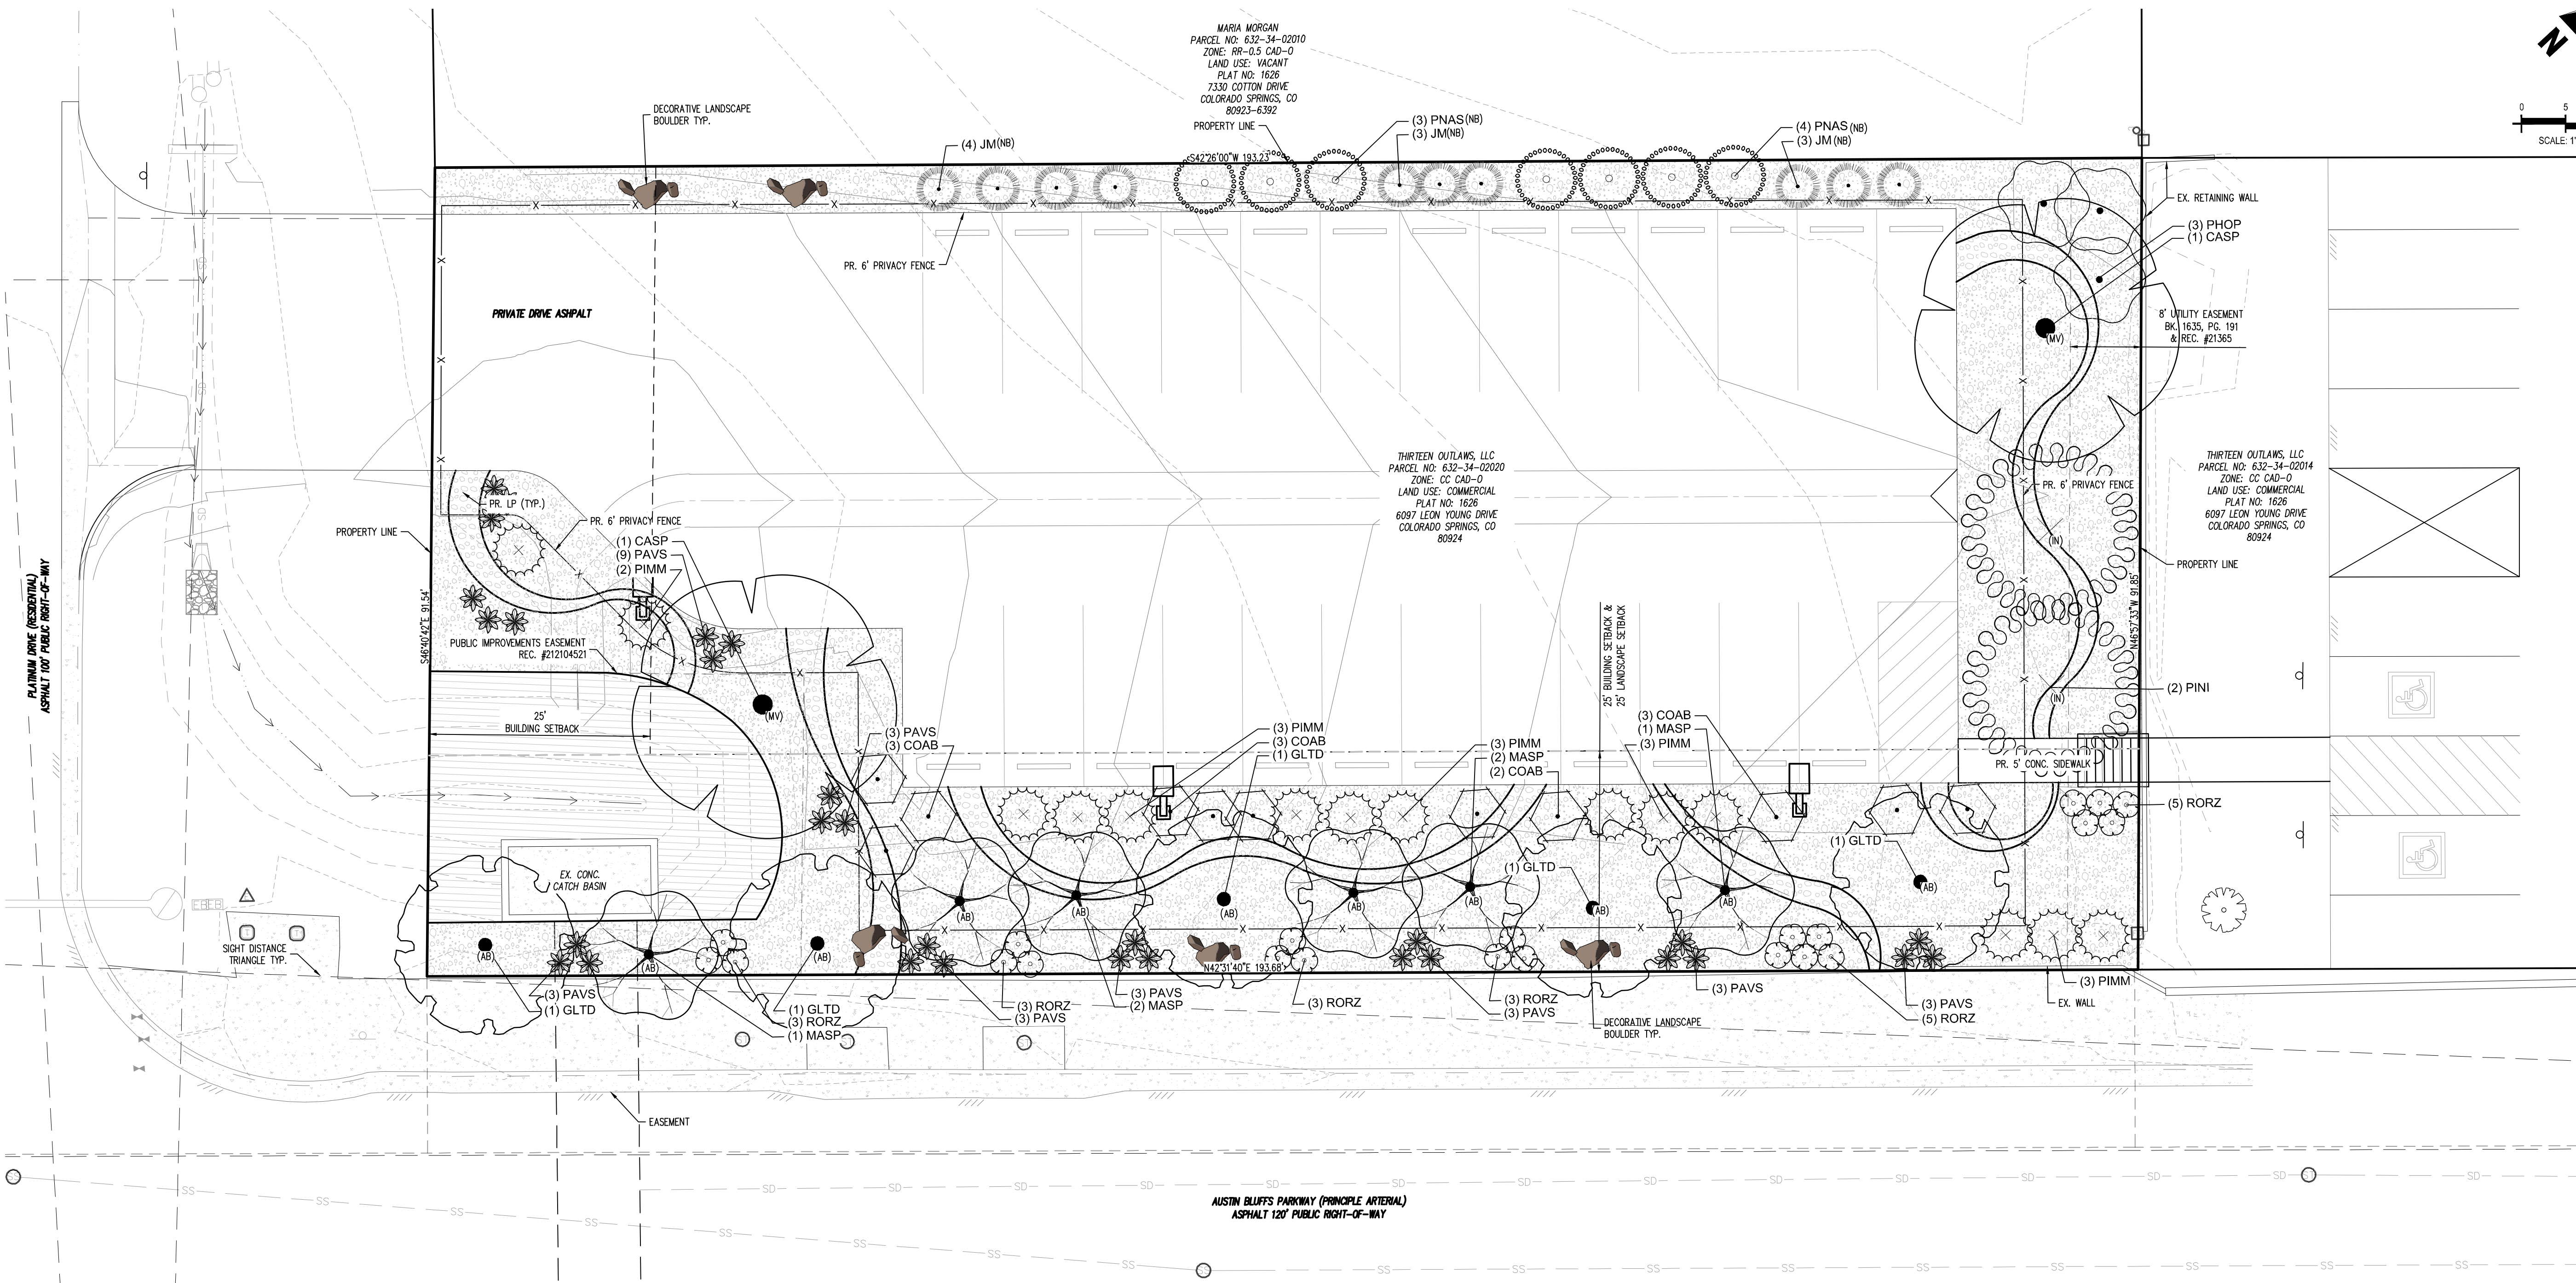 MARIA MORGAN
PARCEL NO: 632-34-02010
ZONE: RR-0.5 CAD-O
LAND USE: VACANT
PLAT NO: 1626
7330 COTTON DRIVE
COLORADO SPRINGS, CO
80923-6392
PROPERTY LINE
N
0 5
SCALE: 1"
DECORATIVE LANDSCAPE
BOULDER TYP.
(4) JM(NB)
S42°26'00"W 193.23'
(3) PNAS(NB)
(3) JM(NB)
(4) PNAS(NB)
(3) JM(NB)
EX. RETAINING WALL
(3) PHOP
(1) CASP
PR. 6' PRIVACY FENCE
PRIVATE DRIVE ASHPALT
8' UTILITY EASEMENT
BK. 1635, PG. 191
& REC. #21365
(MV)
THIRTEEN OUTLAWS, LLC
PARCEL NO: 632-34-02020
ZONE: CC CAD-O
LAND USE: COMMERCIAL
PLAT NO: 1626
6097 LEON YOUNG DRIVE
COLORADO SPRINGS, CO
80924
THIRTEEN OUTLAWS, LLC
PARCEL NO: 632-34-02014
ZONE: CC CAD-O
LAND USE: COMMERCIAL
PLAT NO: 1626
6097 LEON YOUNG DRIVE
COLORADO SPRINGS, CO
80924
PR. 6' PRIVACY FENCE
(IN)
PROPERTY LINE
N46°57'33"W 91.85'
(2) PINI
(IN)
PR. LP (TYP.)
PR. 6' PRIVACY FENCE
PROPERTY LINE
(1) CASP
(9) PAVS
(2) PIMM
S46°40'42"E 91.54'
PUBLIC IMPROVEMENTS EASEMENT
REC. #212104521
PLATINUM DRIVE (RESIDENTIAL)
ASPHALT 100' PUBLIC RIGHT-OF-WAY
25'
BUILDING SETBACK
(MV)
25' BUILDING SETBACK &
25' LANDSCAPE SETBACK
(3) PAVS
(3) COAB
(3) PIMM
(3) COAB
(1) GLTD
(3) PIMM
(2) MASP
(2) COAB
(3) COAB
(1) MASP
(3) PIMM
PR. 5' CONC. SIDEWALK
(5) RORZ
(1) GLTD
(1) GLTD
EX. CONC.
CATCH BASIN
SIGHT DISTANCE
TRIANGLE TYP.
(AB)
(AB)
(AB)
(AB)
(AB)
(AB)
(AB)
(AB)
(AB)
(AB)
(AB)
N42°31'40"E 193.68'
(3) PAVS
(1) GLTD
(1) GLTD
(3) RORZ
(1) MASP
(3) RORZ
(3) PAVS
(3) PAVS
(2) MASP
(3) RORZ
(3) RORZ
(3) PAVS
DECORATIVE LANDSCAPE
BOULDER TYP.
(3) PAVS
(3) PAVS
(5) RORZ
(3) PIMM
EX. WALL
EASEMENT
AUSTIN BLUFFS PARKWAY (PRINCIPLE ARTERIAL)
ASPHALT 120' PUBLIC RIGHT-OF-WAY